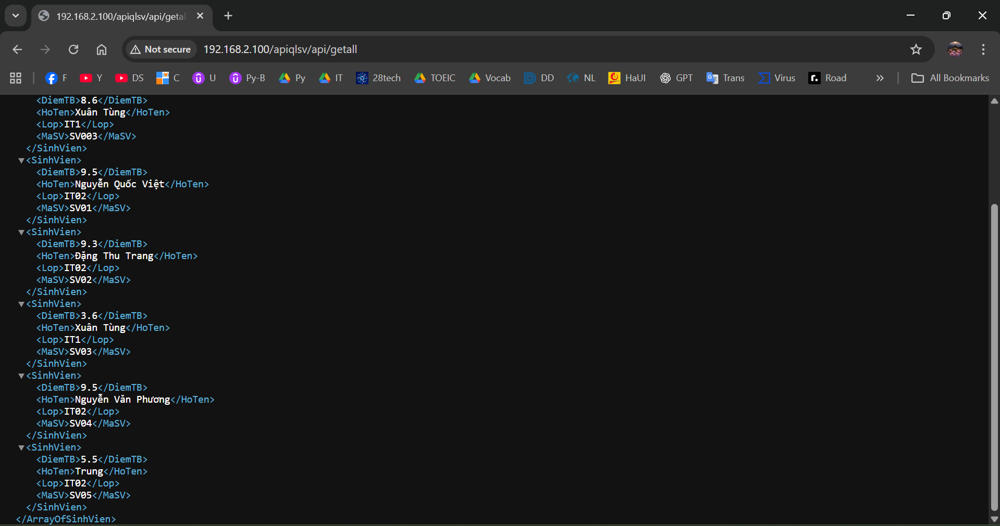 192.168.2.100/apiqlsv/api/geta
Not secure
192.168.2.100/apiqlsv/api/getall
F Y DS C U Py-B Py IT 28tech TOEIC Vocab DD NL HaUI GPT Trans Virus Road » All Bookmarks
<DiemTB>8.6</DiemTB>
<HoTen>Xuân Tùng</HoTen>
<Lop>IT1</Lop>
<MaSV>SV003</MaSV>
</SinhVien>
▼<SinhVien>
<DiemTB>9.5</DiemTB>
<HoTen>Nguyễn Quốc Việt</HoTen>
<Lop>IT02</Lop>
<MaSV>SV01</MaSV>
</SinhVien>
▼<SinhVien>
<DiemTB>9.3</DiemTB>
<HoTen>Đặng Thu Trang</HoTen>
<Lop>IT02</Lop>
<MaSV>SV02</MaSV>
</SinhVien>
▼<SinhVien>
<DiemTB>3.6</DiemTB>
<HoTen>Xuân Tùng</HoTen>
<Lop>IT1</Lop>
<MaSV>SV03</MaSV>
</SinhVien>
▼<SinhVien>
<DiemTB>9.5</DiemTB>
<HoTen>Nguyễn Văn Phương</HoTen>
<Lop>IT02</Lop>
<MaSV>SV04</MaSV>
</SinhVien>
▼<SinhVien>
<DiemTB>5.5</DiemTB>
<HoTen>Trung</HoTen>
<Lop>IT02</Lop>
<MaSV>SV05</MaSV>
</SinhVien>
</ArrayOfSinhVien>